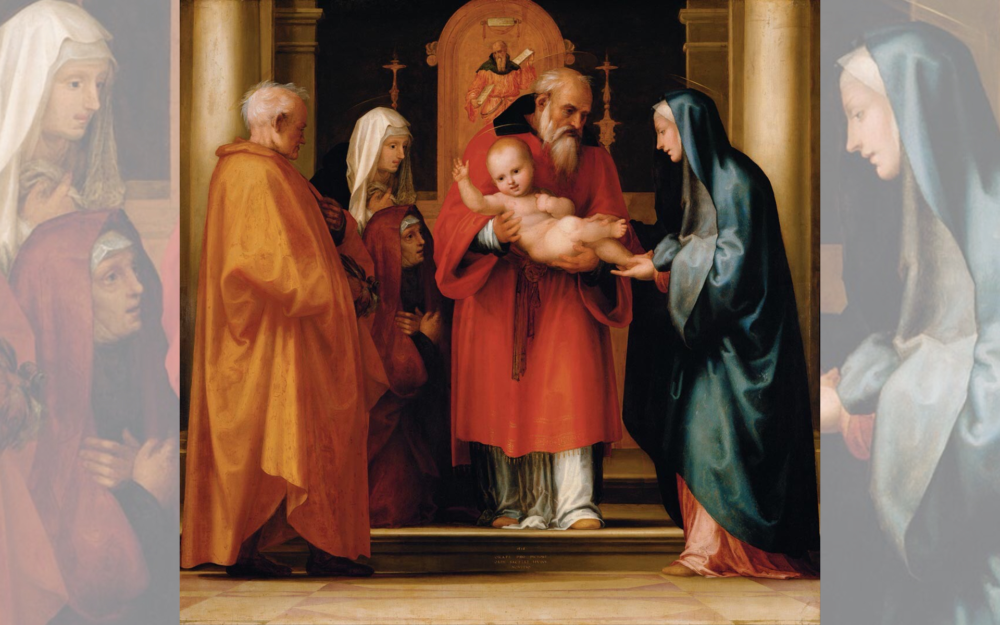 1516
ORATE PRO PICTORE
OLIM SACELLI HVIVS
NOVITIO